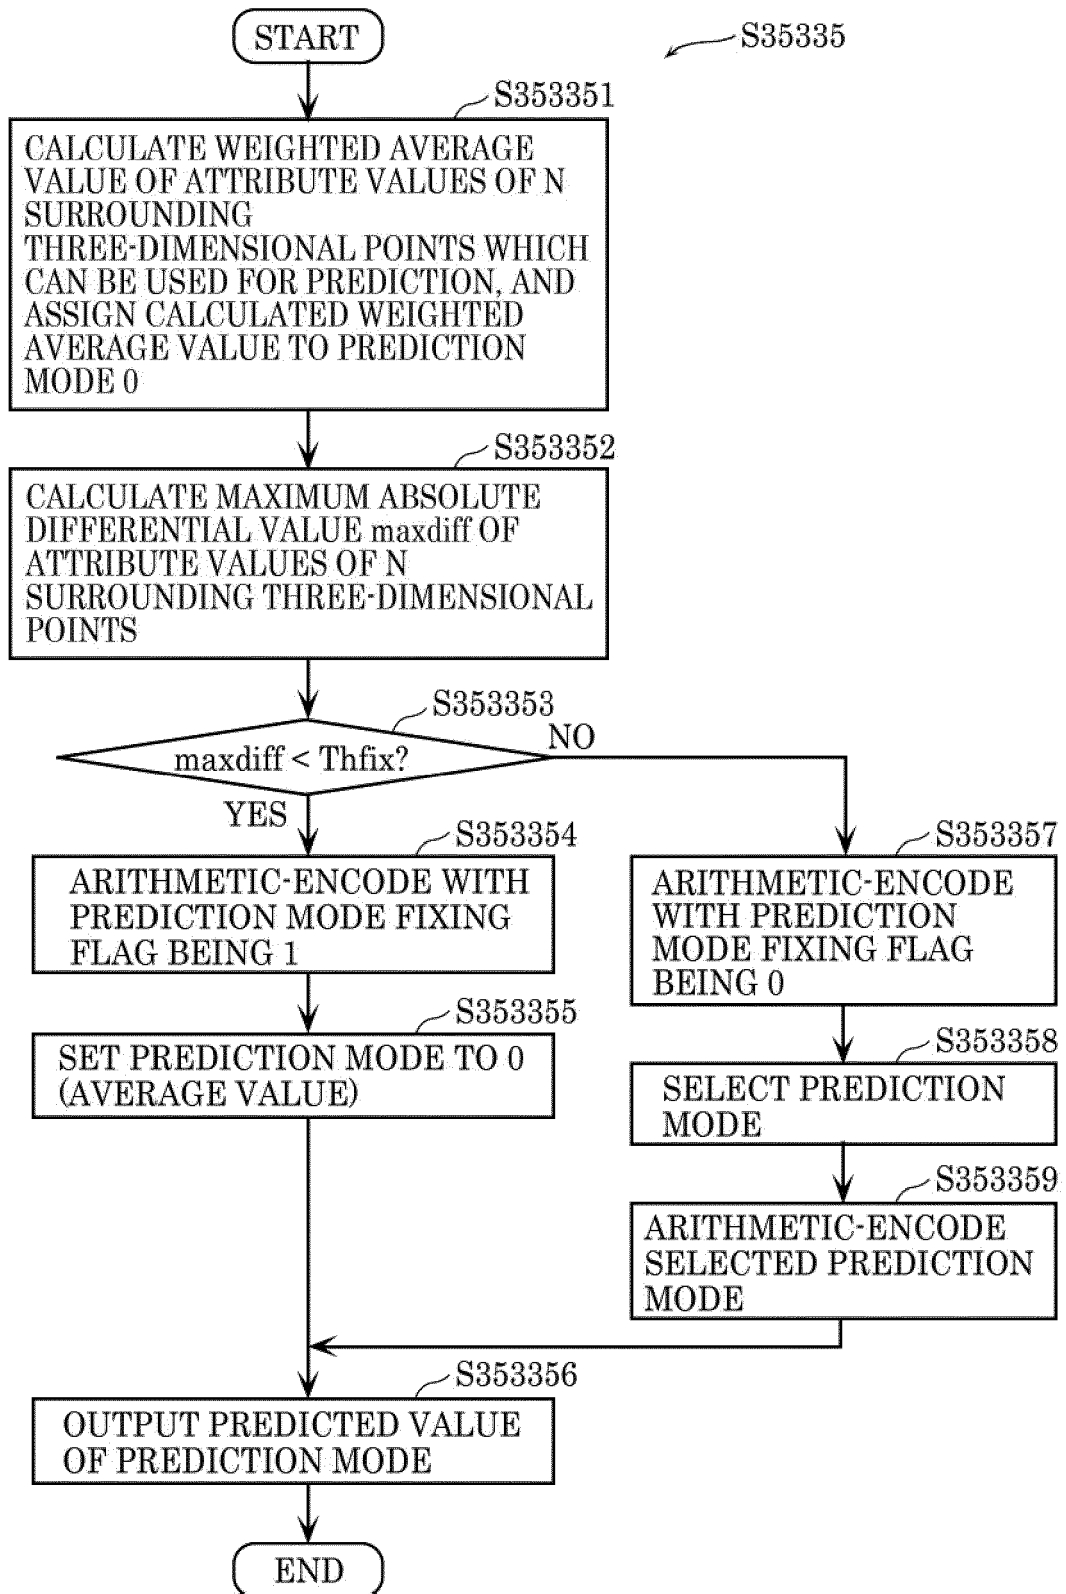 START
S35335
S353351
CALCULATE WEIGHTED AVERAGE
VALUE OF ATTRIBUTE VALUES OF N
SURROUNDING
THREE-DIMENSIONAL POINTS WHICH
CAN BE USED FOR PREDICTION, AND
ASSIGN CALCULATED WEIGHTED
AVERAGE VALUE TO PREDICTION
MODE 0
S353352
CALCULATE MAXIMUM ABSOLUTE
DIFFERENTIAL VALUE maxdiff OF
ATTRIBUTE VALUES OF N
SURROUNDING THREE-DIMENSIONAL
POINTS
S353353
maxdiff < Thfix?
NO
YES
S353354
ARITHMETIC-ENCODE WITH
PREDICTION MODE FIXING
FLAG BEING 1
S353355
SET PREDICTION MODE TO 0
(AVERAGE VALUE)
S353357
ARITHMETIC-ENCODE
WITH PREDICTION
MODE FIXING FLAG
BEING 0
S353358
SELECT PREDICTION
MODE
S353359
ARITHMETIC-ENCODE
SELECTED PREDICTION
MODE
S353356
OUTPUT PREDICTED VALUE
OF PREDICTION MODE
END